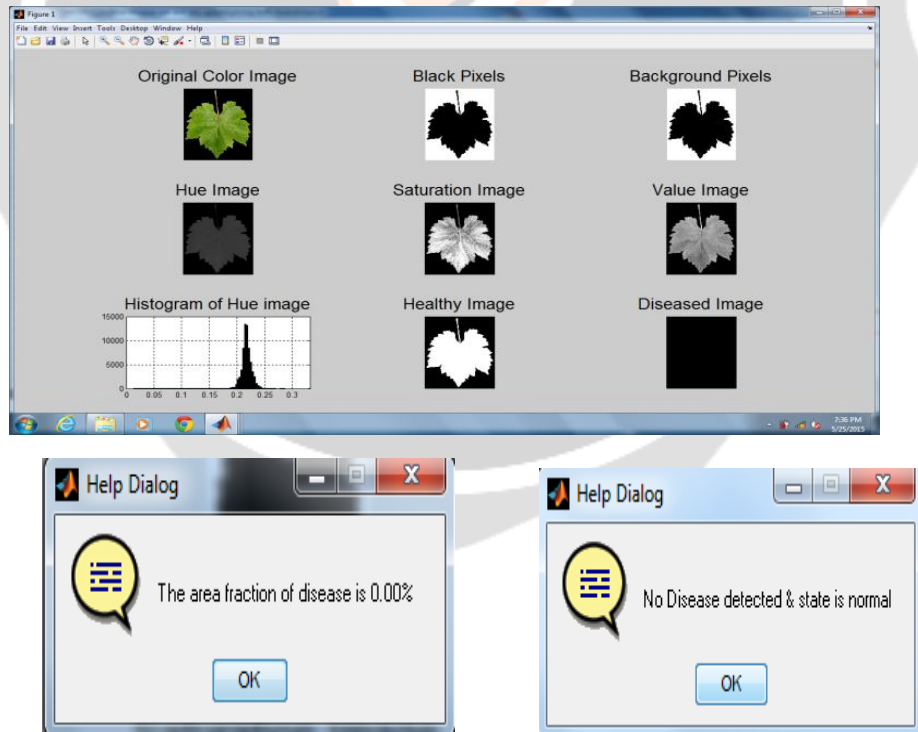 Figure 1
File Edit View Insert Tools Desktop Window Help
Original Color Image
Black Pixels
Background Pixels
Hue Image
Saturation Image
Value Image
Histogram of Hue image
15000
10000
5000
0
0 0.05 0.1 0.15 0.2 0.25 0.3
Healthy Image
Diseased Image
7:36 PM
5/25/2015
Help Dialog
The area fraction of disease is 0.00%
OK
Help Dialog
No Disease detected & state is normal
OK